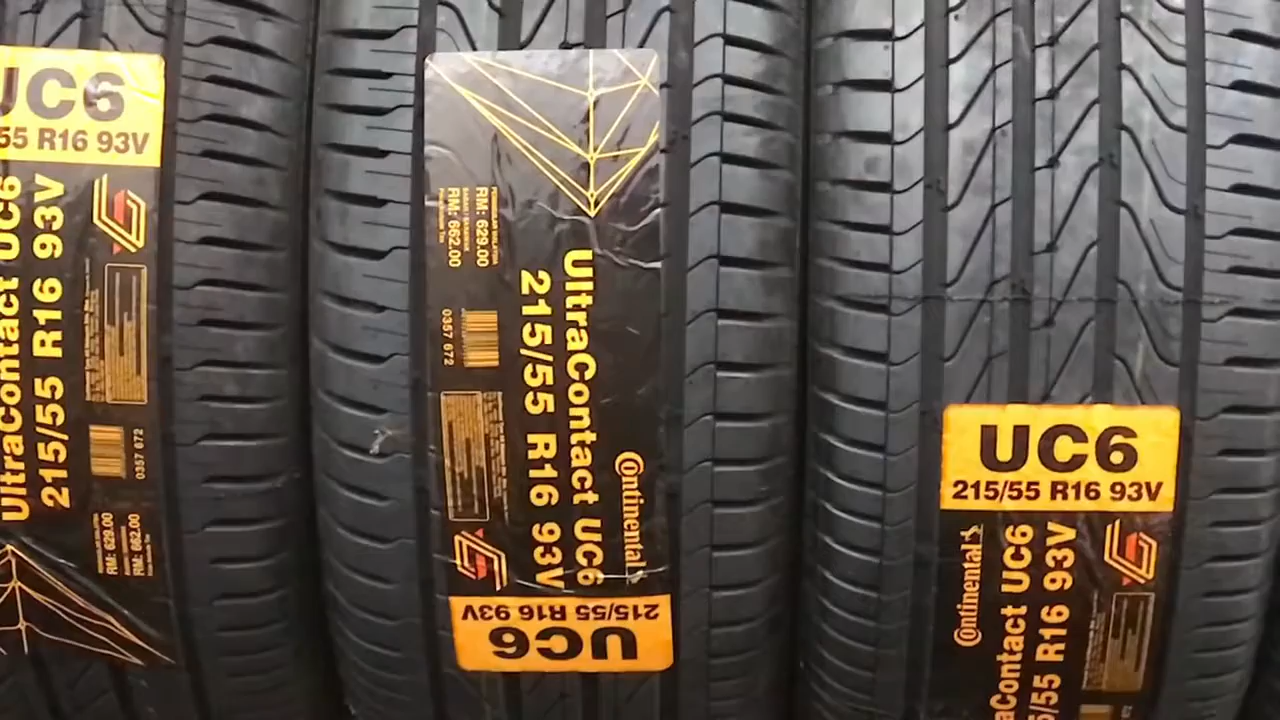 UC6
55 R16 93V
UltraContact UC6
215/55 R16 93V
0357 672
RM: 629.00
RM: 662.00
RM: 629.00
RM: 662.00
0357 672
UltraContact UC6
215/55 R16 93V
Continental
215/55 R16 93V
UC6
UC6
215/55 R16 93V
Continental
aContact UC6
5/55 R16 93V